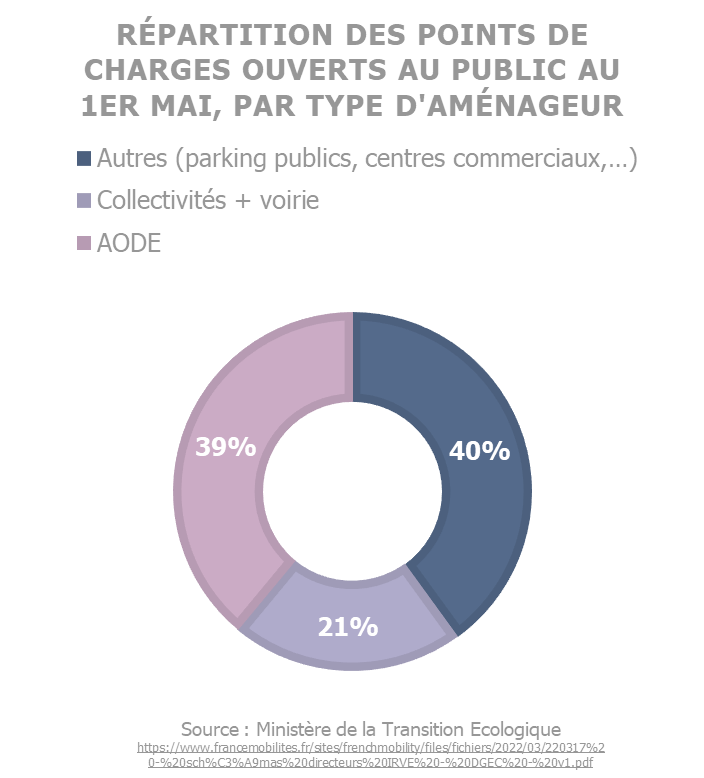 RÉPARTITION DES POINTS DE
CHARGES OUVERTS AU PUBLIC AU
1ER MAI, PAR TYPE D'AMÉNAGEUR
Autres (parking publics, centres commerciaux,...)
Collectivités + voirie
AODE
39%
40%
21%
Source : Ministère de la Transition Ecologique
https://www.francemobilites.fr/sites/frenchmobility/files/fichiers/2022/03/220317%2
0-%20sch%C3%A9mas%20directeurs%20IRVE%20-%20DGEC%20-%20v1.pdf